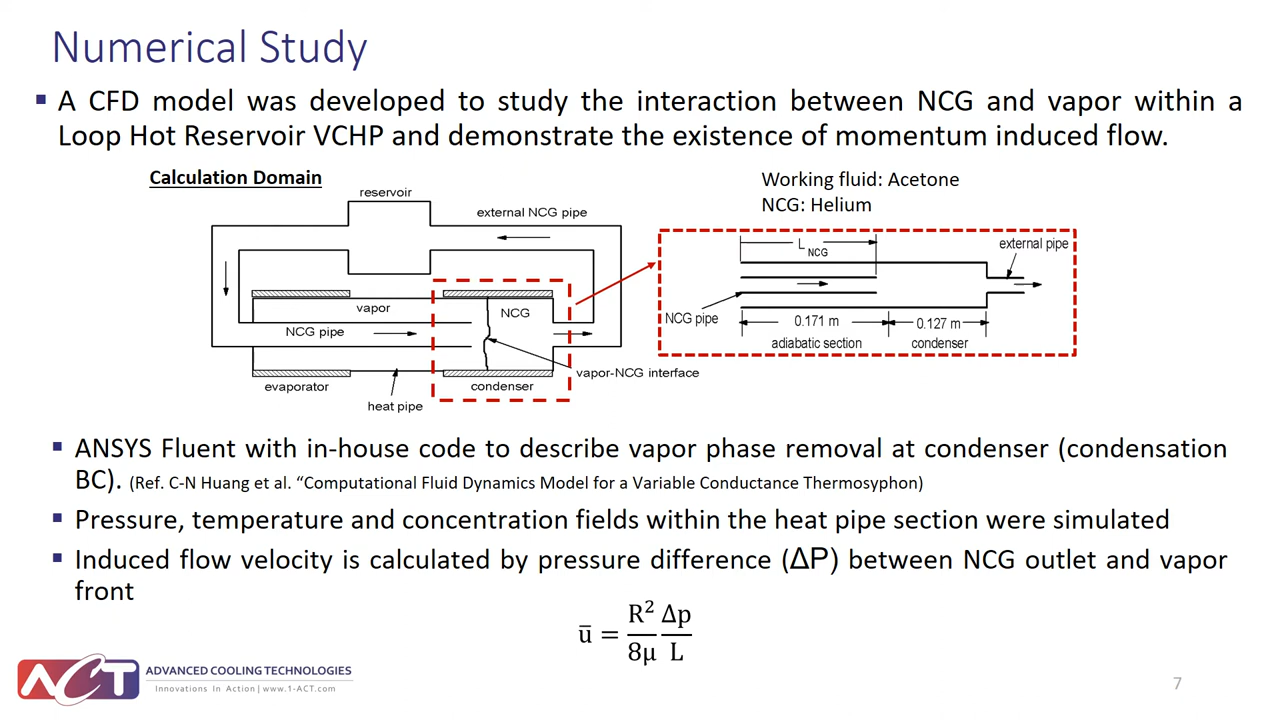 Numerical Study
▪ A CFD model was developed to study the interaction between NCG and vapor within a
Loop Hot Reservoir VCHP and demonstrate the existence of momentum induced flow.
Calculation Domain
reservoir
external NCG pipe
vapor
NCG
NCG pipe
evaporator
condenser
vapor-NCG interface
heat pipe
Working fluid: Acetone
NCG: Helium
L NCG
external pipe
NCG pipe
0.171 m
0.127 m
adiabatic section
condenser
▪ ANSYS Fluent with in-house code to describe vapor phase removal at condenser (condensation
BC). (Ref. C-N Huang et al. “Computational Fluid Dynamics Model for a Variable Conductance Thermosyphon)
▪ Pressure, temperature and concentration fields within the heat pipe section were simulated
▪ Induced flow velocity is calculated by pressure difference (ΔP) between NCG outlet and vapor
front
ū = R² Δp / 8μ L
ACT
ADVANCED COOLING TECHNOLOGIES
Innovations In Action | www.1-ACT.com
7